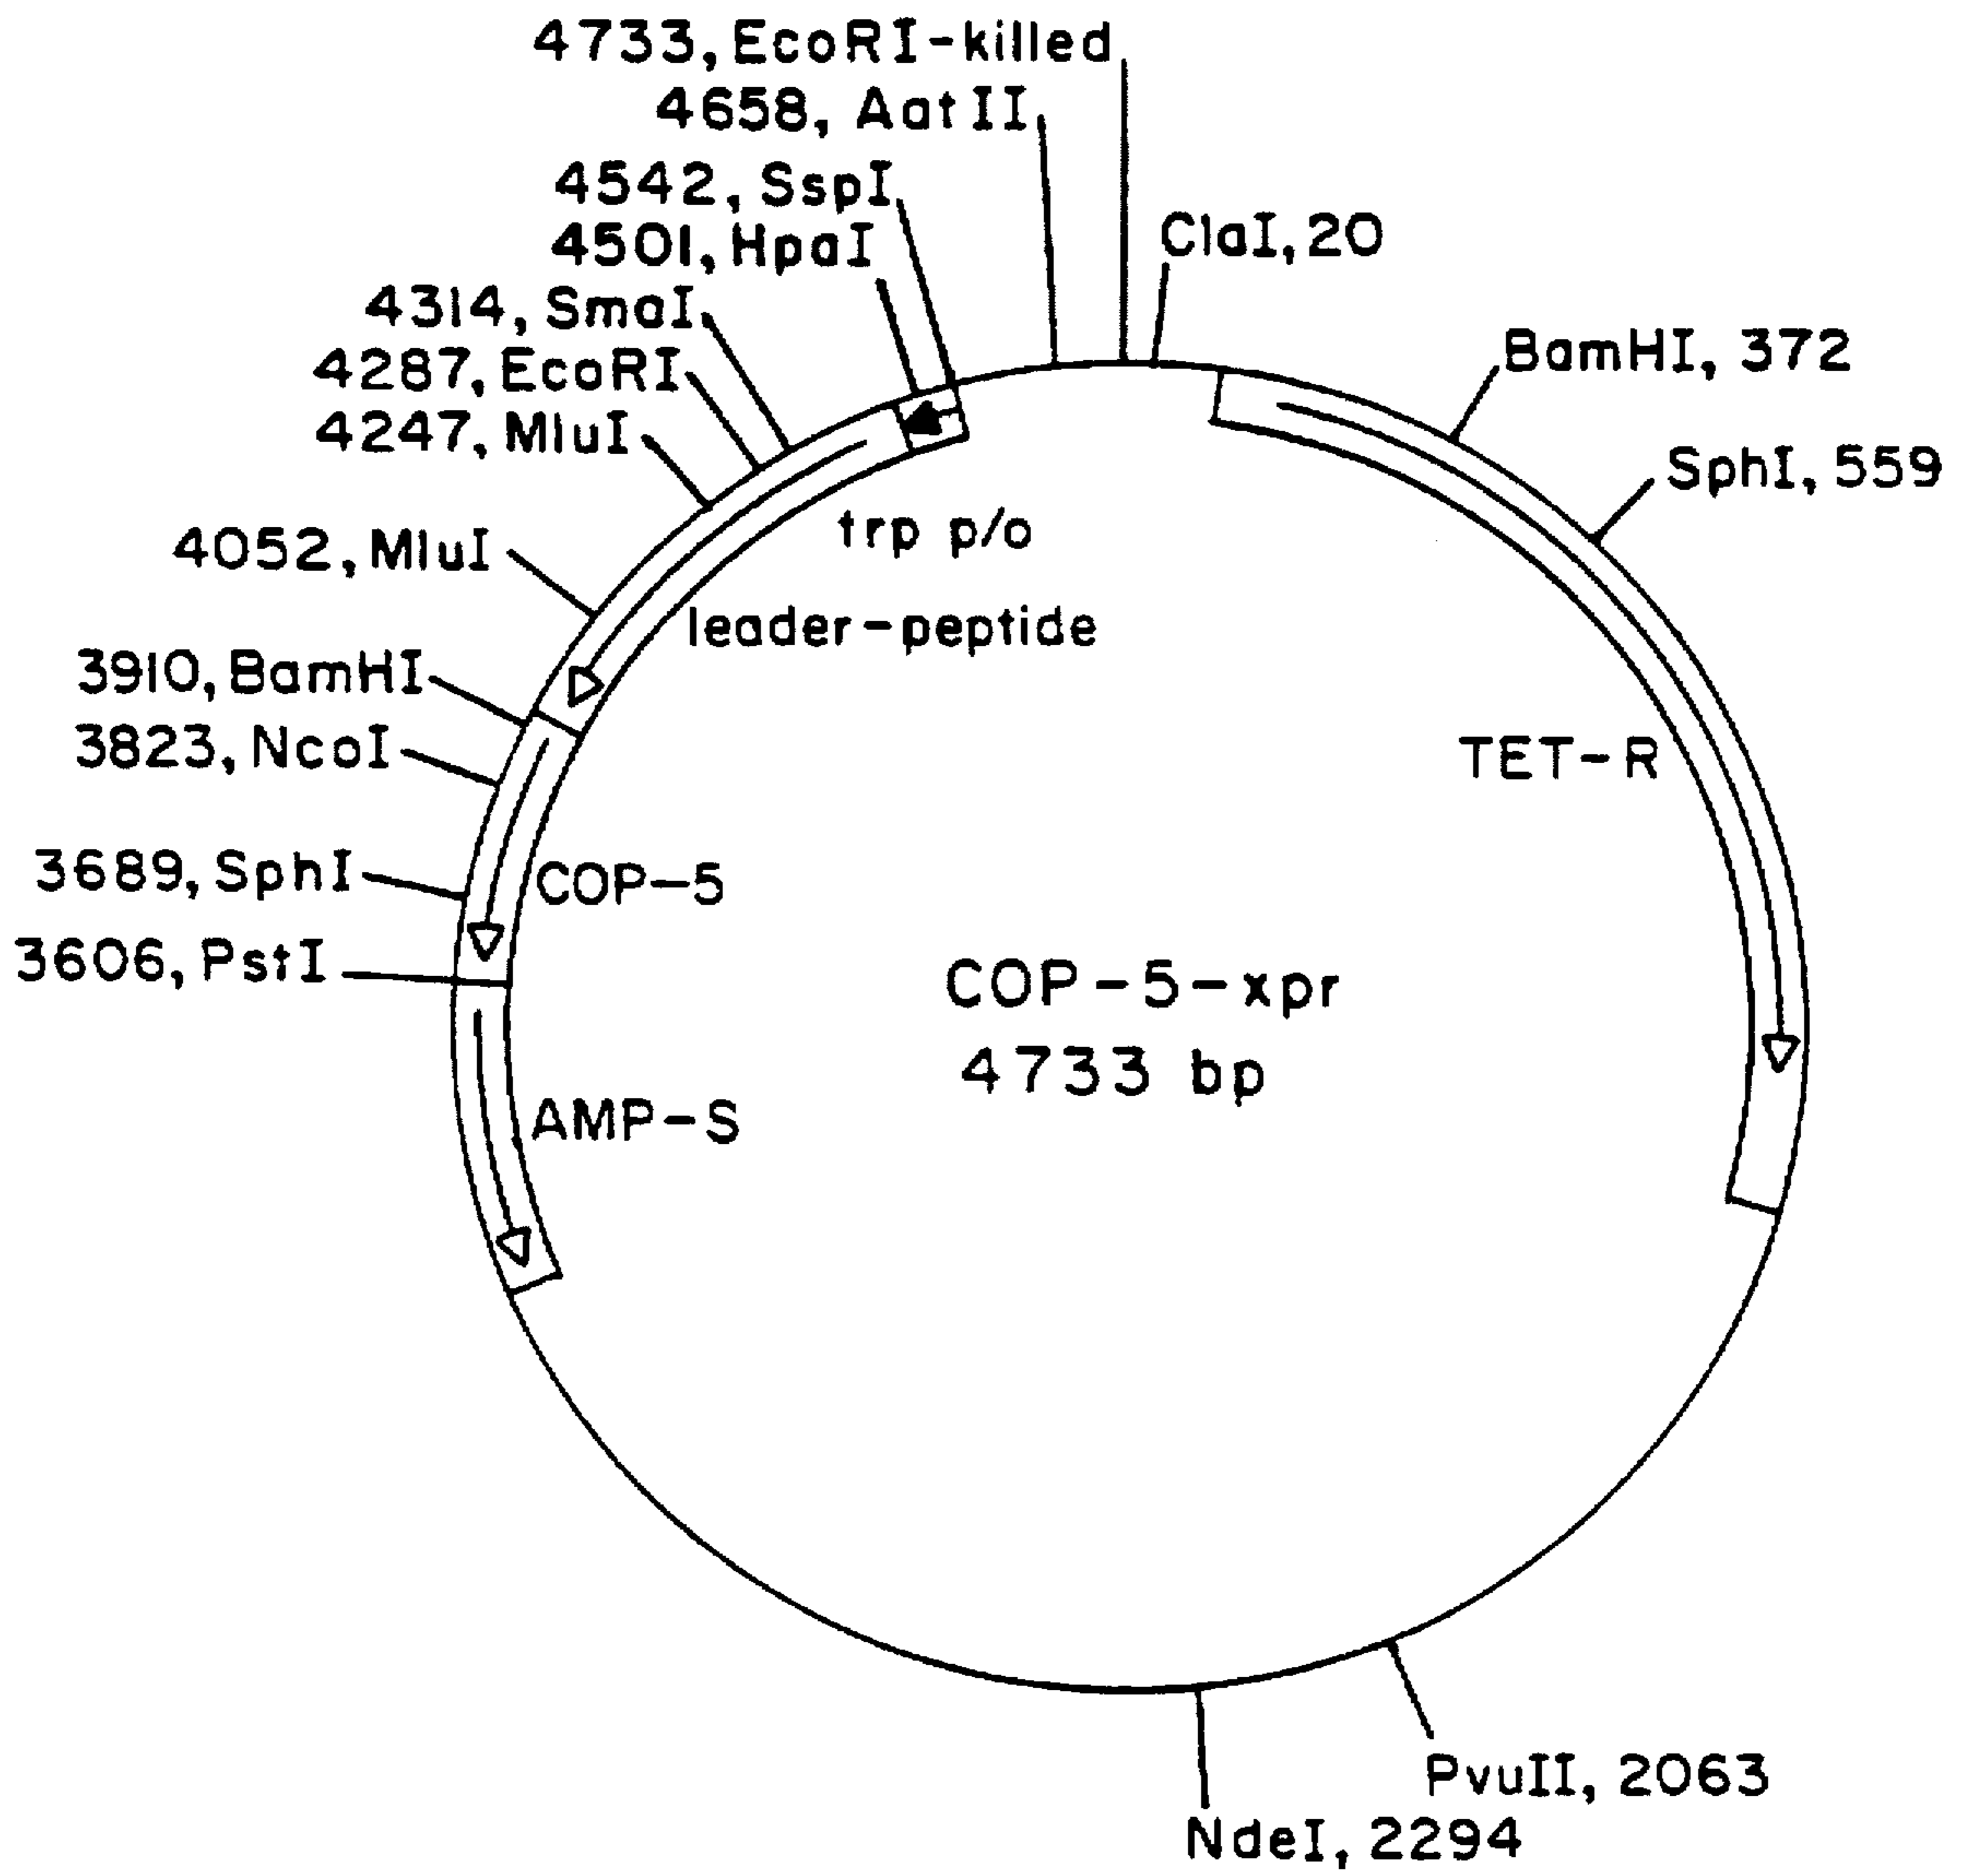 4733, EcoRI-killed
4658, AatII
4542, SspI
4501, HpaI
ClaI, 20
4314, SmaI
4287, EcoRI
4247, MluI
BamHI, 372
SphI, 559
4052, MluI
trp p/o
leader-peptide
3910, BamHI
3823, NcoI
TET-R
3689, SphI
COP-5
3606, PstI
COP-5-xpr
4733 bp
AMP-S
PvuII, 2063
NdeI, 2294